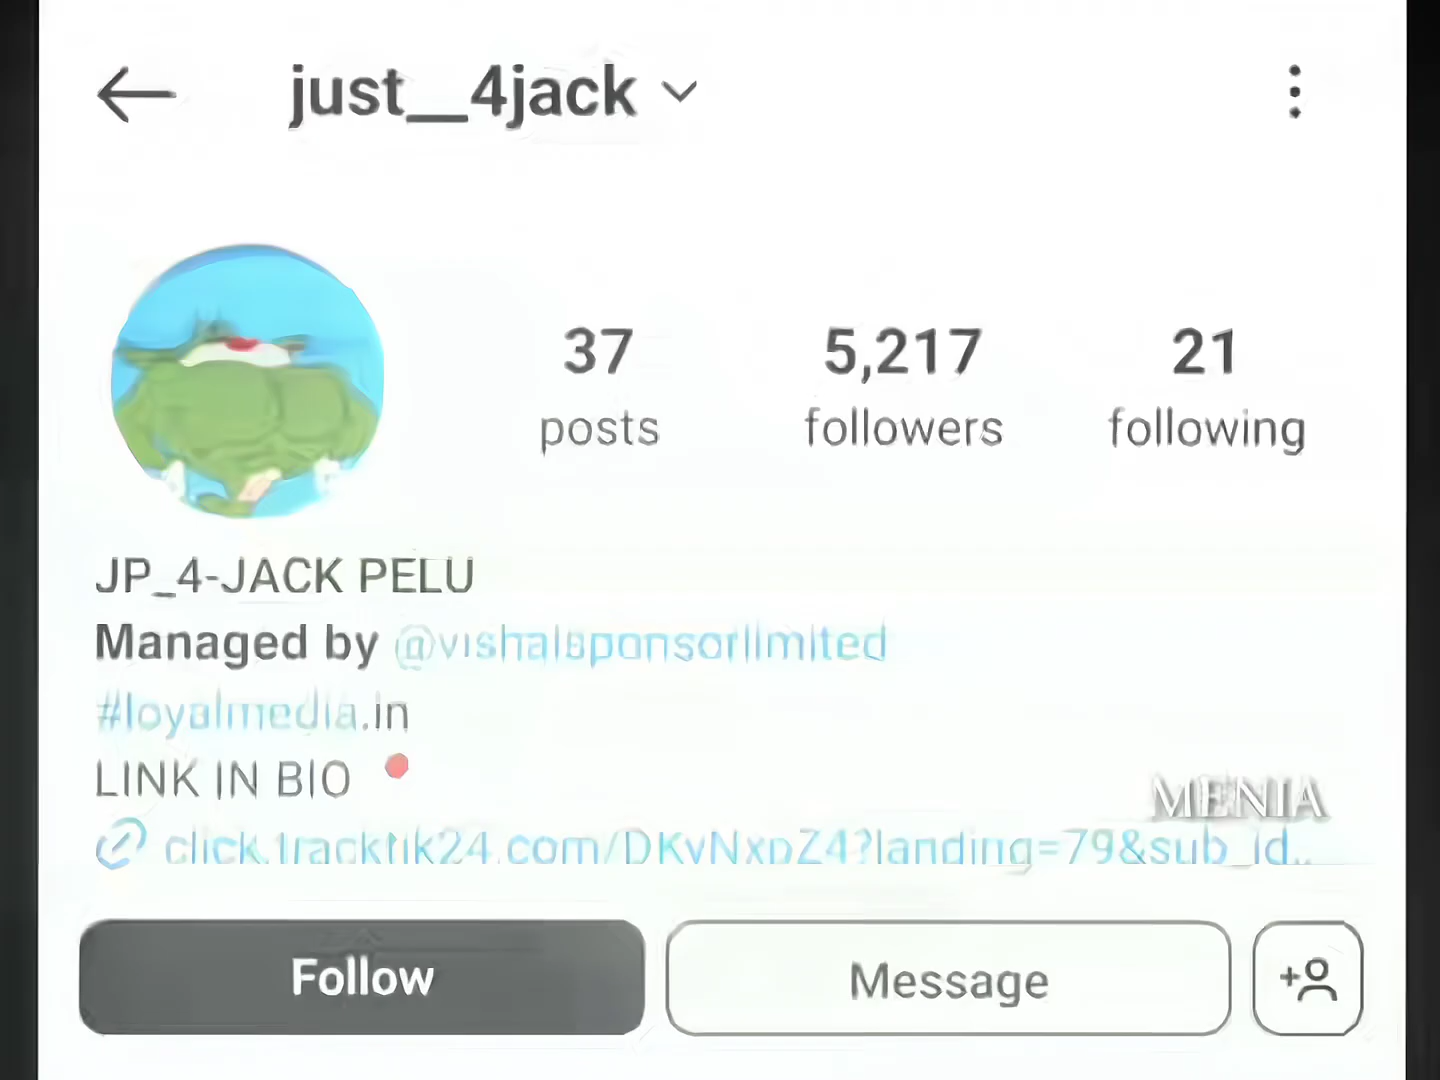 just__4jack
37 5,217 21
posts followers following
JP_4-JACK PELU
Managed by @vishalsponsorlimited
#loyalmedia.in
LINK IN BIO
MENIA
click.tracktik24.com/DKvNxpZ4?landing=79&sub_id..
Follow Message